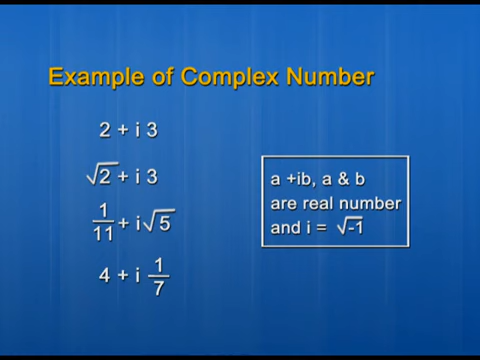 Example of Complex Number
2 + i 3
√2 + i 3
1/11 + i√5
4 + i 1/7
a +ib, a & b
are real number
and i = √-1